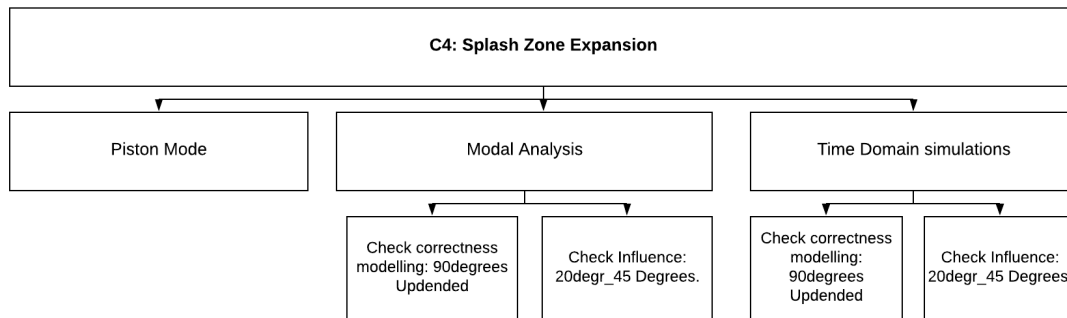 C4: Splash Zone Expansion
Piston Mode
Modal Analysis
Time Domain simulations
Check correctness
modelling: 90degrees
Updended
Check Influence:
20degr_45 Degrees.
Check correctness
modelling:
90degrees
Updended
Check Influence:
20degr_45 Degrees